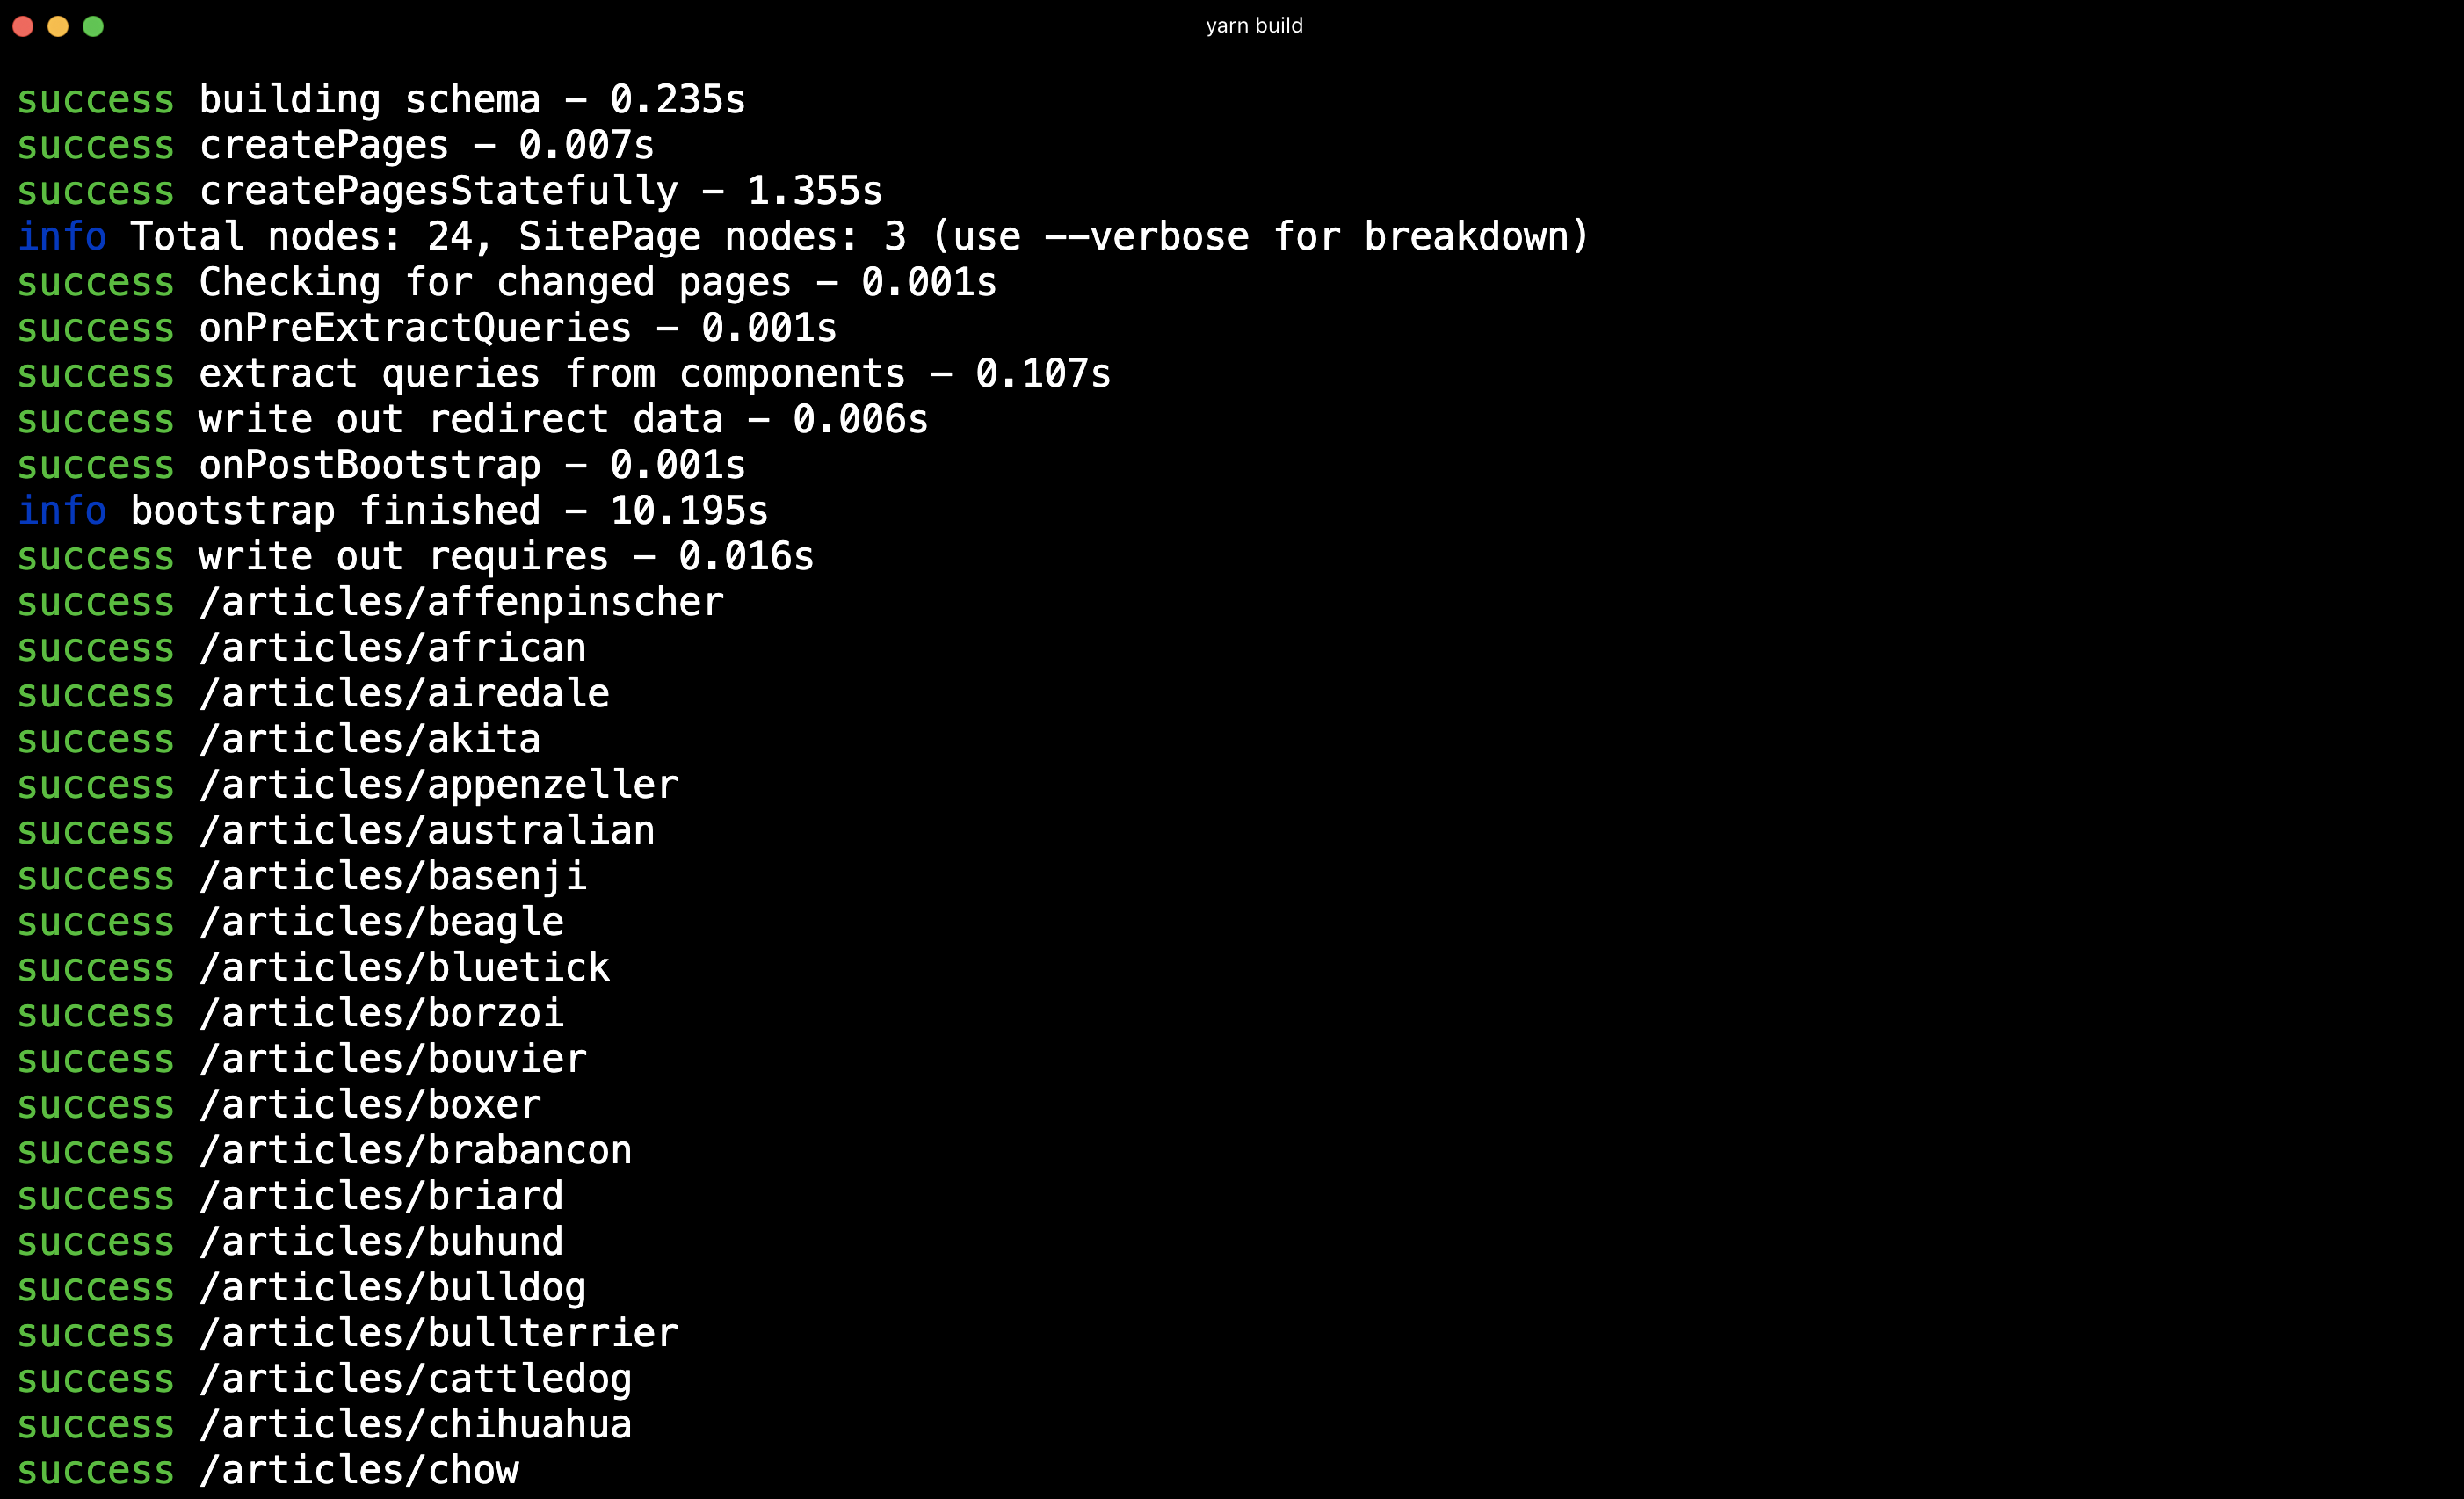 yarn build
success building schema – 0.235s
success createPages – 0.007s
success createPagesStatefully – 1.355s
info Total nodes: 24, SitePage nodes: 3 (use --verbose for breakdown)
success Checking for changed pages – 0.001s
success onPreExtractQueries – 0.001s
success extract queries from components – 0.107s
success write out redirect data – 0.006s
success onPostBootstrap – 0.001s
info bootstrap finished – 10.195s
success write out requires – 0.016s
success /articles/affenpinscher
success /articles/african
success /articles/airedale
success /articles/akita
success /articles/appenzeller
success /articles/australian
success /articles/basenji
success /articles/beagle
success /articles/bluetick
success /articles/borzoi
success /articles/bouvier
success /articles/boxer
success /articles/brabancon
success /articles/briard
success /articles/buhund
success /articles/bulldog
success /articles/bullterrier
success /articles/cattledog
success /articles/chihuahua
success /articles/chow